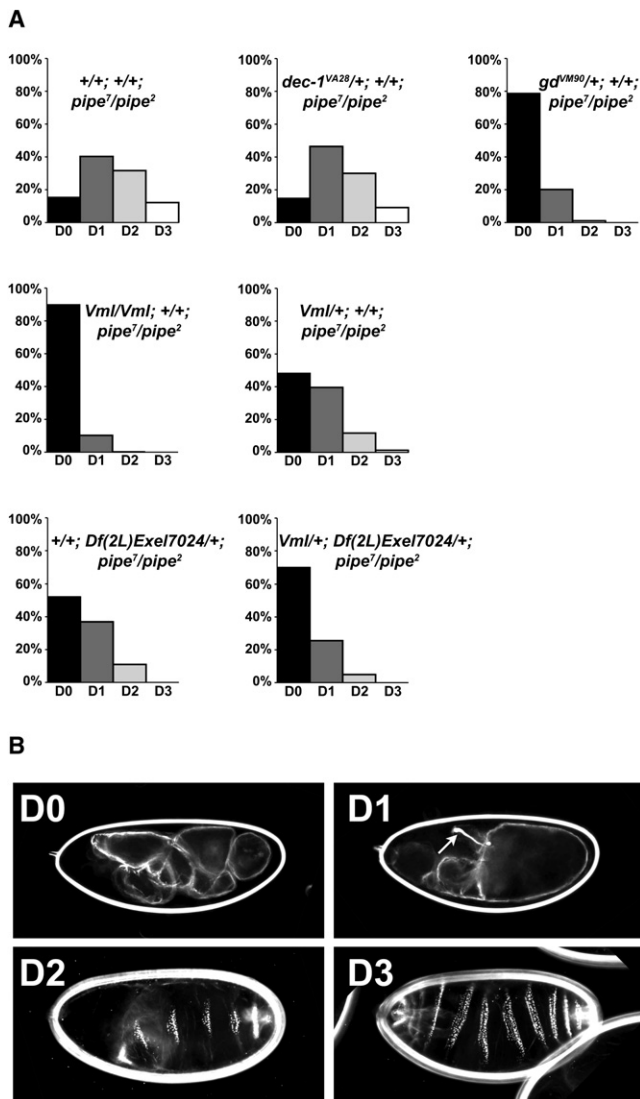 A
100%
80%
60%
40%
20%
0%
+/+; +/+;
pipe⁷/pipe²
D0 D1 D2 D3
100%
80%
60%
40%
20%
0%
dec-1ⱽᴬ²⁸/+; +/+;
pipe⁷/pipe²
D0 D1 D2 D3
100%
80%
60%
40%
20%
0%
gdⱽᴹ⁹⁰/+; +/+;
pipe⁷/pipe²
D0 D1 D2 D3
100%
80%
60%
40%
20%
0%
Vml/Vml; +/+;
pipe⁷/pipe²
D0 D1 D2 D3
100%
80%
60%
40%
20%
0%
Vml/+; +/+;
pipe⁷/pipe²
D0 D1 D2 D3
100%
80%
60%
40%
20%
0%
+/+; Df(2L)Exel7024/+;
pipe⁷/pipe²
D0 D1 D2 D3
100%
80%
60%
40%
20%
0%
Vml/+; Df(2L)Exel7024/+;
pipe⁷/pipe²
D0 D1 D2 D3
B
D0
D1
D2
D3